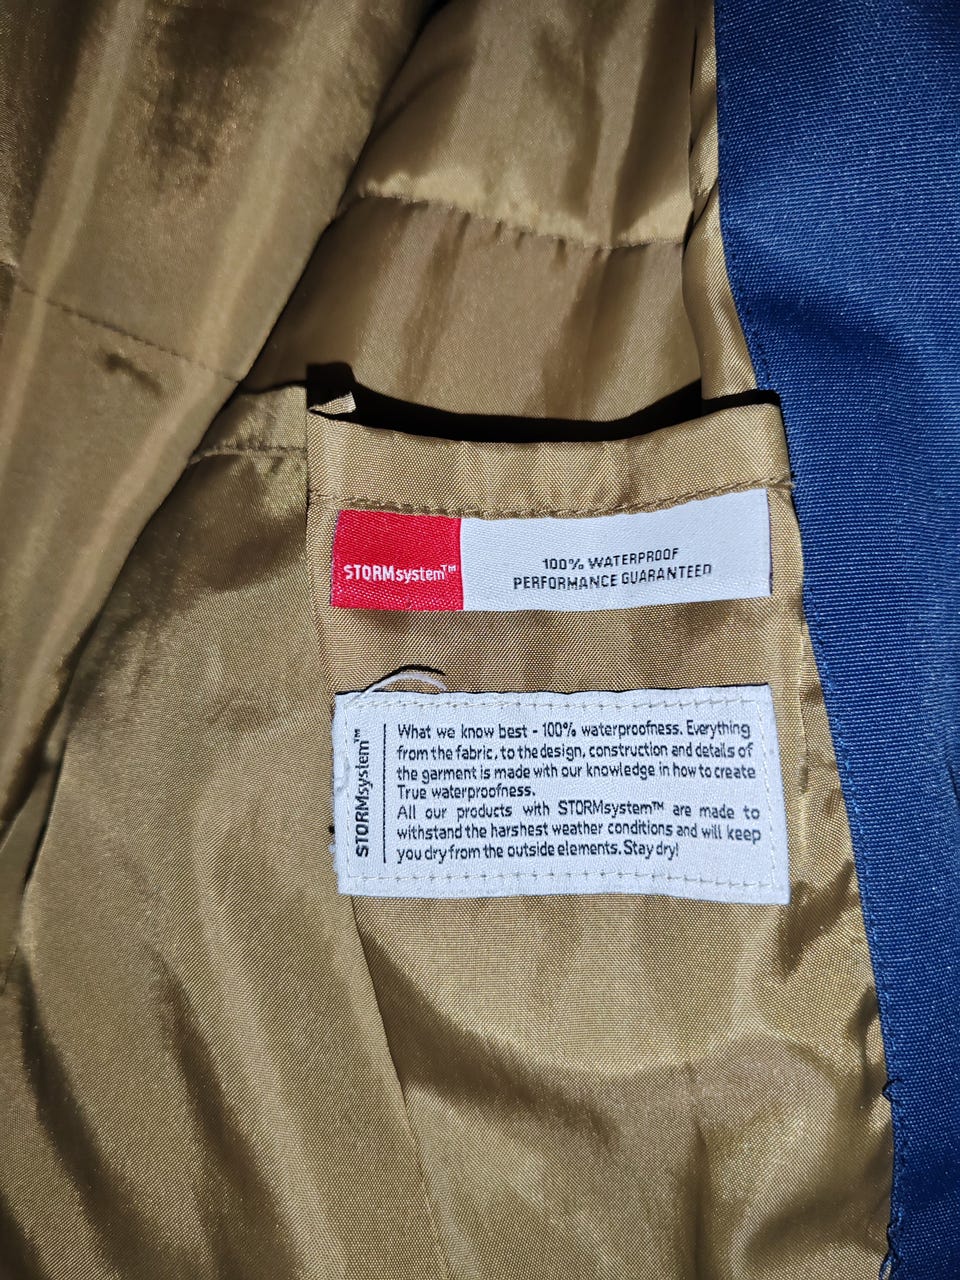 STORMsystem™
100% WATERPROOF
PERFORMANCE GUARANTEED
STORMsystem™
What we know best - 100% waterproofness. Everything
from the fabric, to the design, construction and details of
the garment is made with our knowledge in how to create
True waterproofness.
All our products with STORMsystem™ are made to
withstand the harshest weather conditions and will keep
you dry from the outside elements. Stay dry!